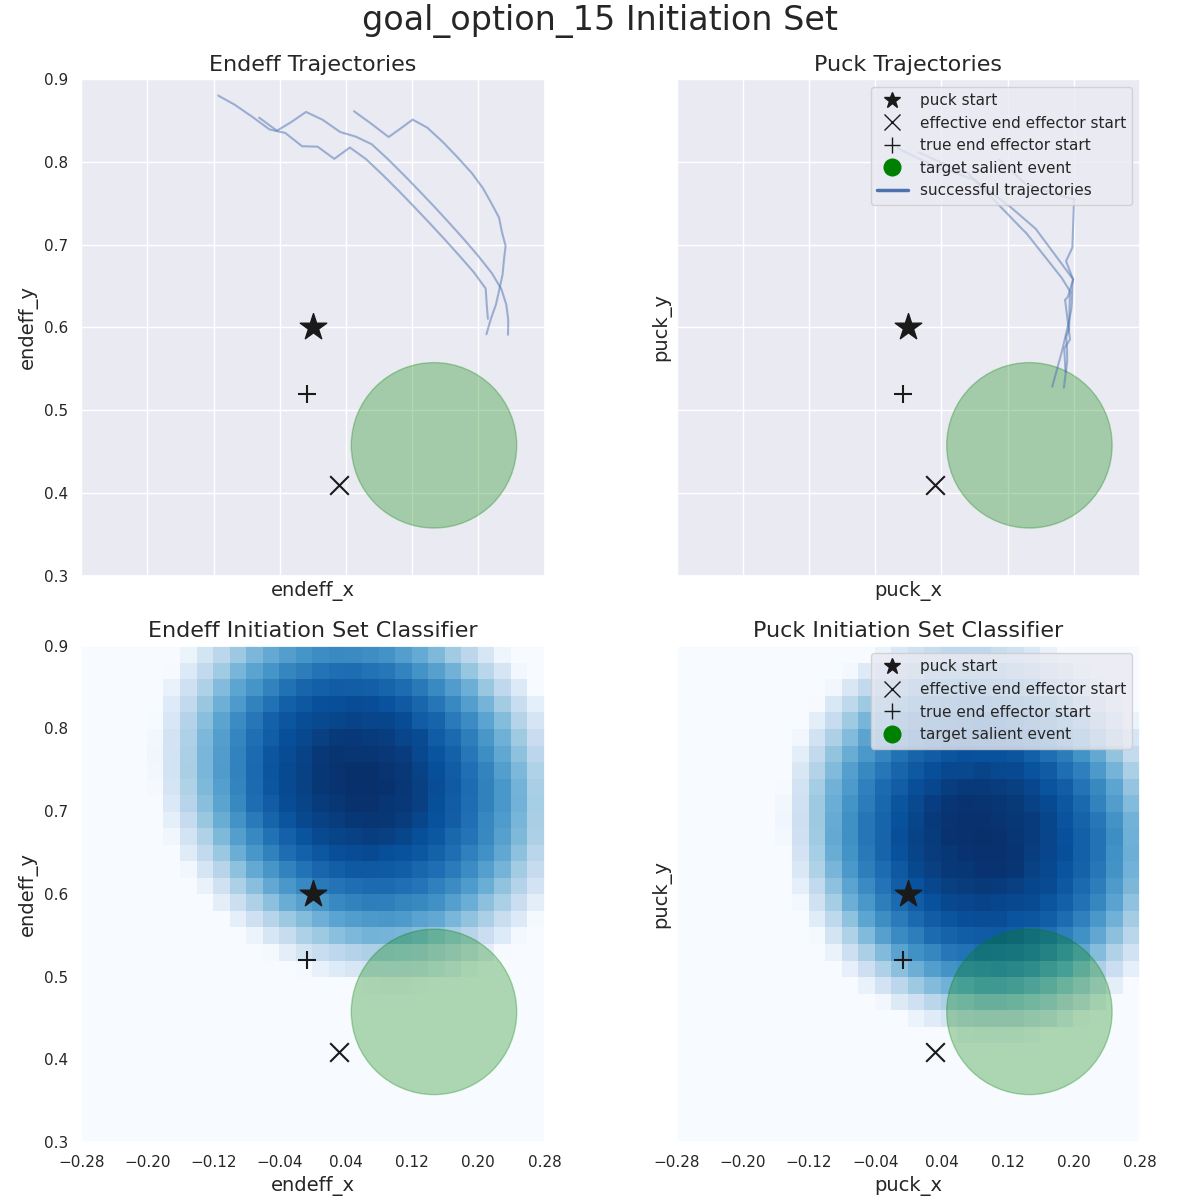 goal_option_15 Initiation Set
Endeff Trajectories
0.9
0.8
0.7
0.6
0.5
0.4
0.3
endeff_y
endeff_x
Puck Trajectories
puck start
effective end effector start
true end effector start
target salient event
successful trajectories
puck_y
puck_x
Endeff Initiation Set Classifier
0.9
0.8
0.7
0.6
0.5
0.4
0.3
endeff_y
−0.28 −0.20 −0.12 −0.04 0.04 0.12 0.20 0.28
endeff_x
Puck Initiation Set Classifier
puck start
effective end effector start
true end effector start
target salient event
puck_y
−0.28 −0.20 −0.12 −0.04 0.04 0.12 0.20 0.28
puck_x